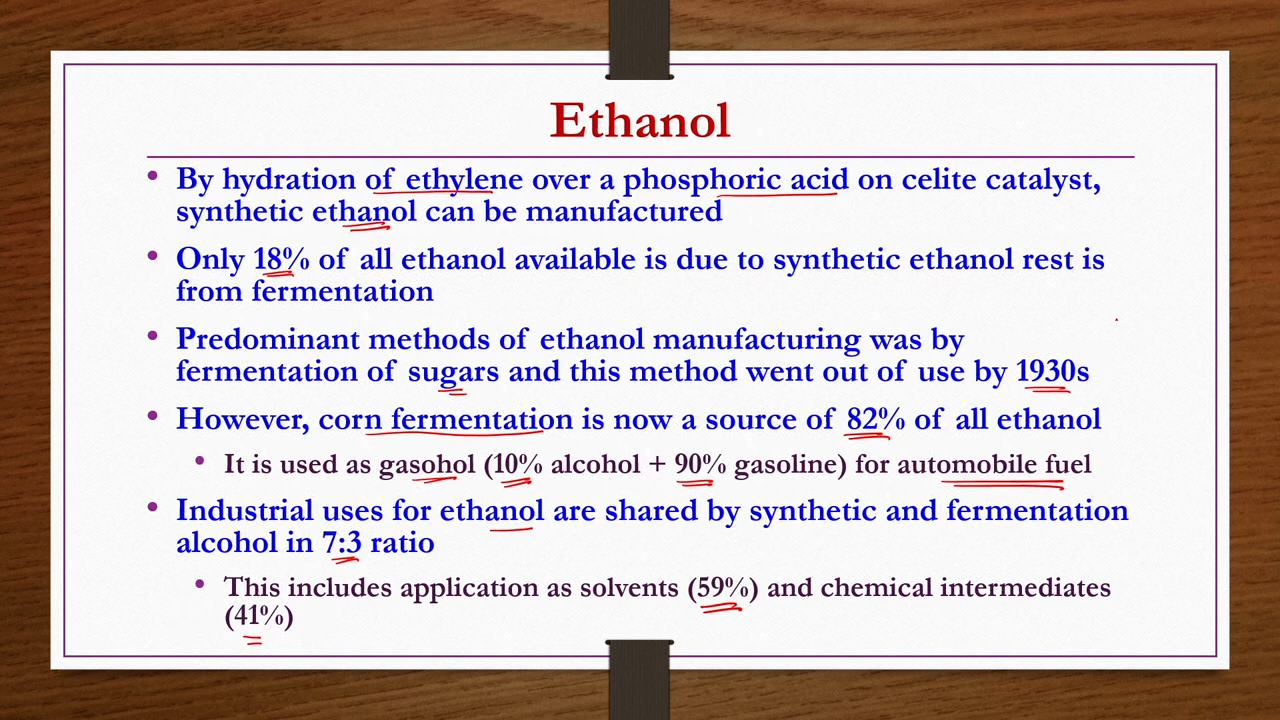 Ethanol
• By hydration of ethylene over a phosphoric acid on celite catalyst,
synthetic ethanol can be manufactured
• Only 18% of all ethanol available is due to synthetic ethanol rest is
from fermentation
• Predominant methods of ethanol manufacturing was by
fermentation of sugars and this method went out of use by 1930s
• However, corn fermentation is now a source of 82% of all ethanol
• It is used as gasohol (10% alcohol + 90% gasoline) for automobile fuel
• Industrial uses for ethanol are shared by synthetic and fermentation
alcohol in 7:3 ratio
• This includes application as solvents (59%) and chemical intermediates
(41%)